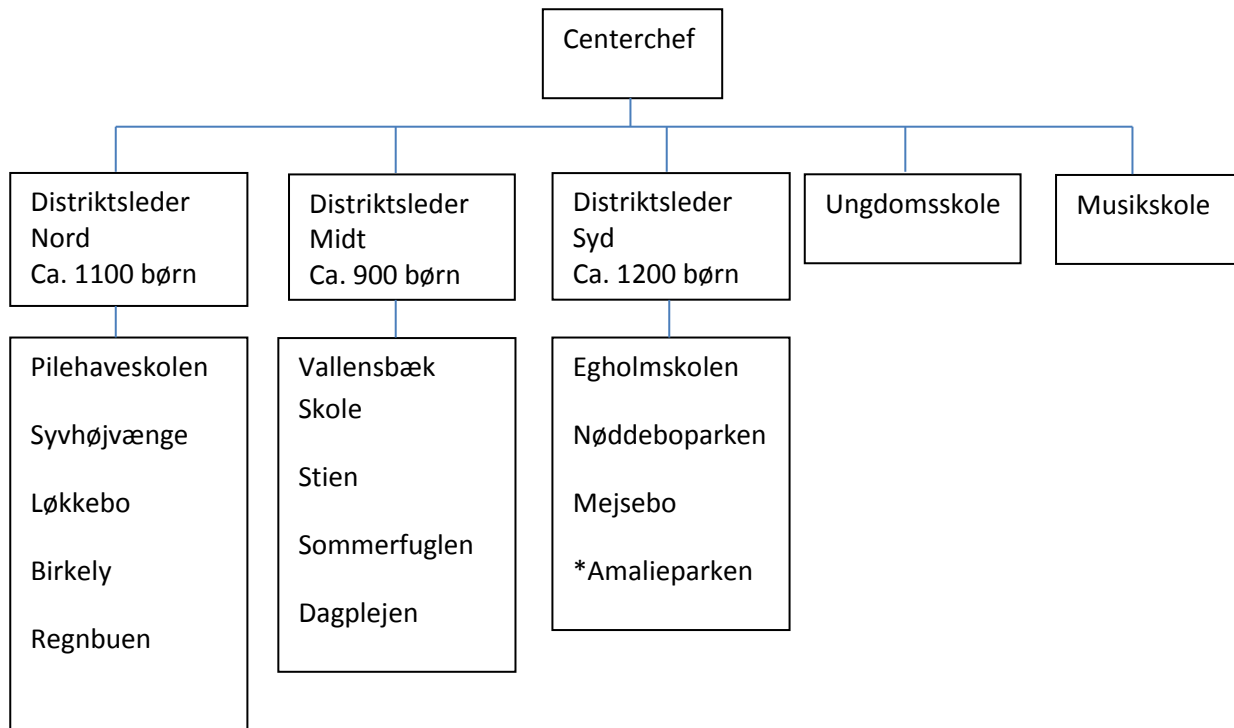 Centerchef
Distriktsleder
Nord
Ca. 1100 børn
Distriktsleder
Midt
Ca. 900 børn
Distriktsleder
Syd
Ca. 1200 børn
Ungdomsskole
Musikskole
Pilehaveskolen
Syvhøjvænge
Løkkebo
Birkely
Regnbuen
Vallensbæk
Skole
Stien
Sommerfuglen
Dagplejen
Egholmskolen
Nøddeboparken
Mejsebo
*Amalieparken